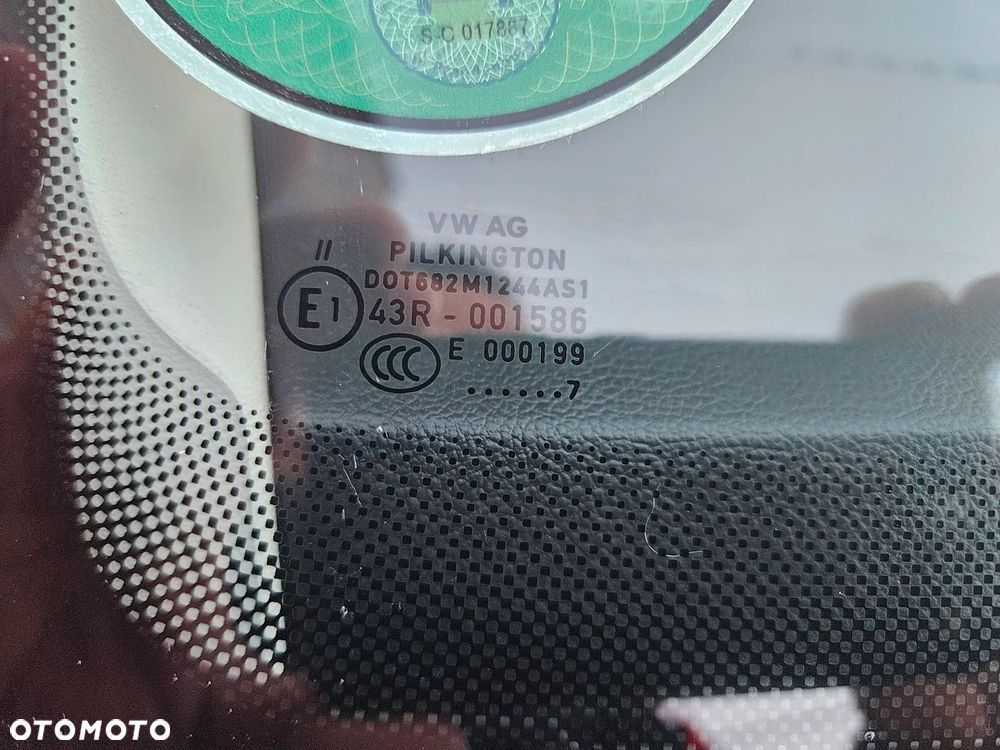 S-C 017887
VW AG
//
PILKINGTON
DOT682M1244AS1
E1
43R - 001586
CCC
E 000199
......7
OTOMOTO